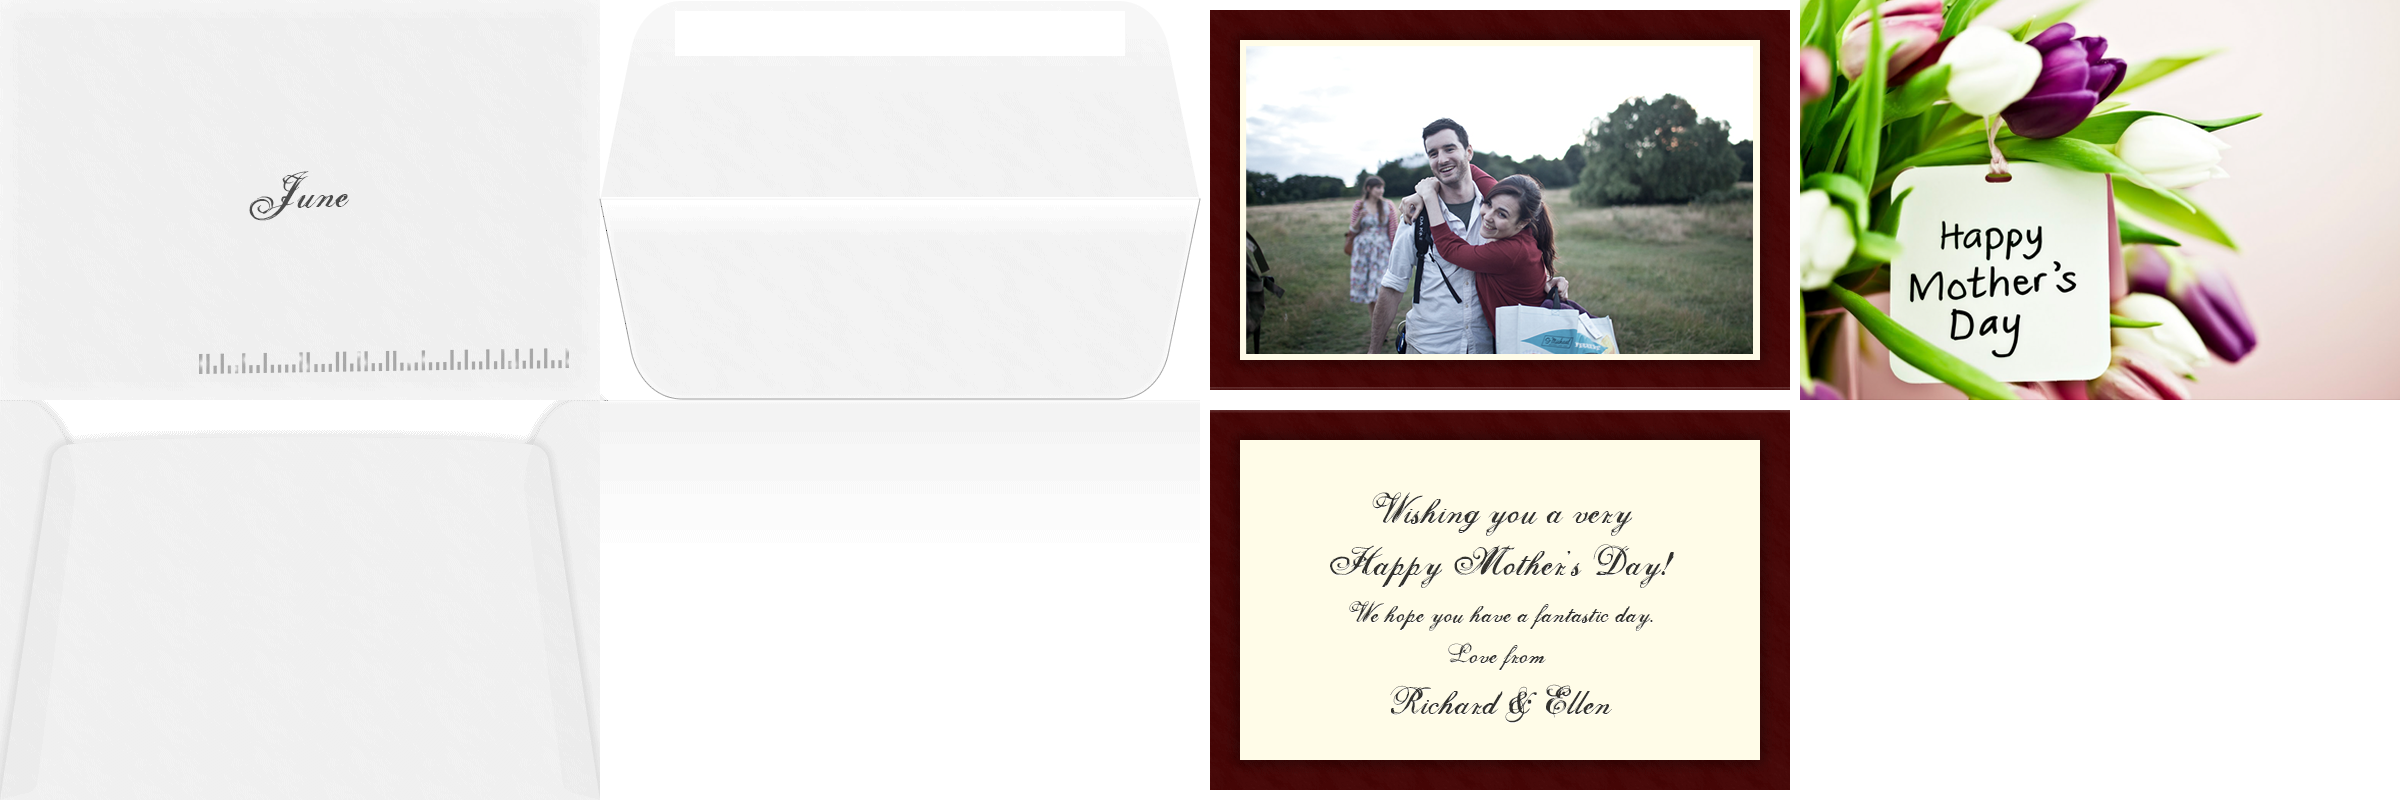 June
Happy
Mother's
Day
Wishing you a very
Happy Mother's Day!
We hope you have a fantastic day.
Love from
Richard & Ellen